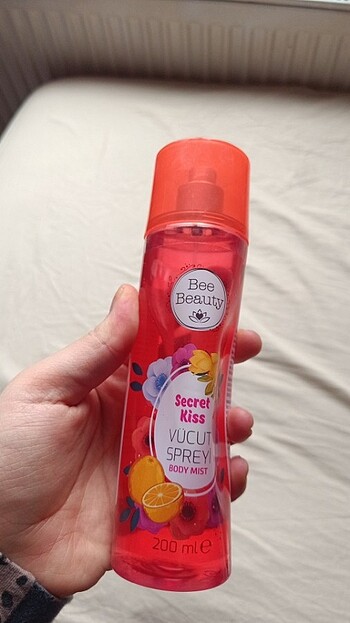 Bee
Beauty
Secret
Kiss
VÜCUT
SPREYİ
BODY MIST
200 ml ℮